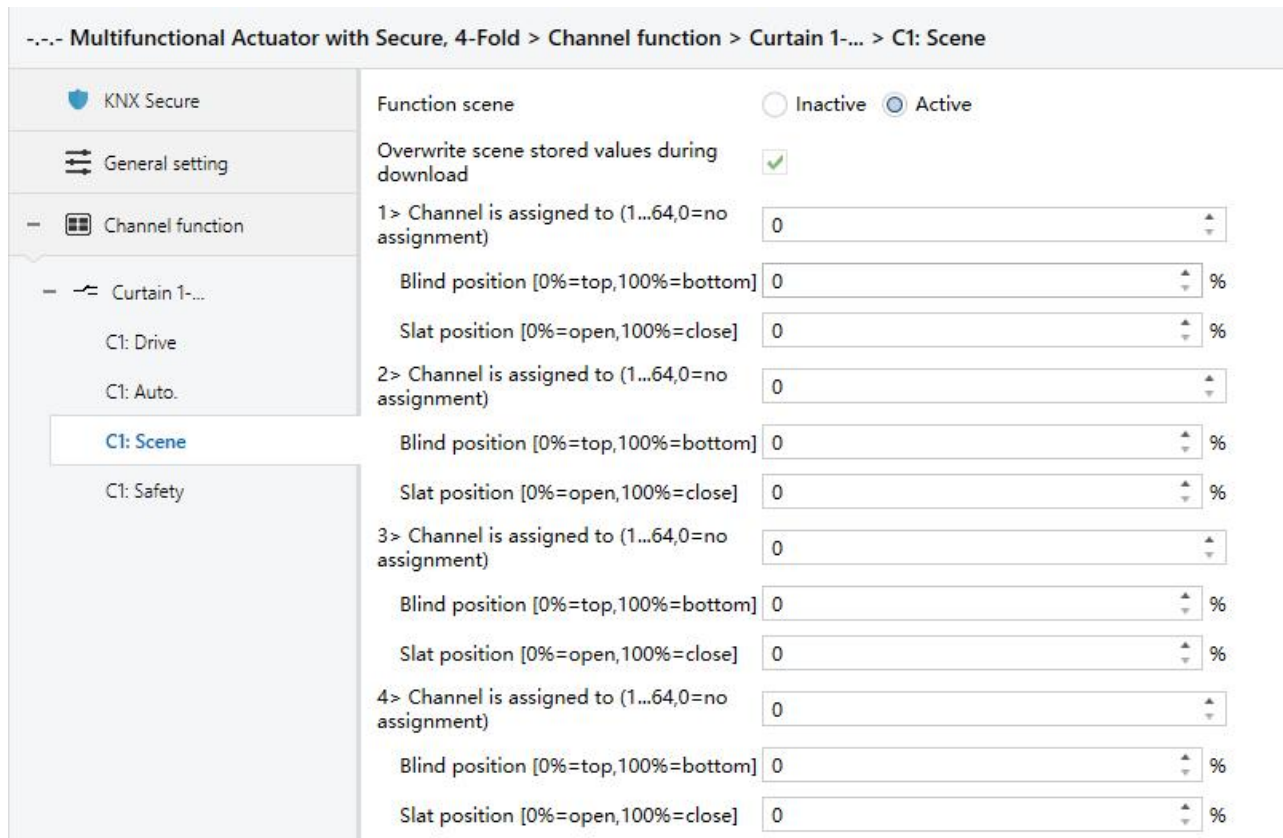 -.-.- Multifunctional Actuator with Secure, 4-Fold > Channel function > Curtain 1-... > C1: Scene
KNX Secure
General setting
Channel function
Curtain 1-...
C1: Drive
C1: Auto.
C1: Scene
C1: Safety
Function scene Inactive Active
Overwrite scene stored values during
download
1> Channel is assigned to (1...64,0=no
assignment) 0
Blind position [0%=top,100%=bottom] 0 %
Slat position [0%=open,100%=close] 0 %
2> Channel is assigned to (1...64,0=no
assignment) 0
Blind position [0%=top,100%=bottom] 0 %
Slat position [0%=open,100%=close] 0 %
3> Channel is assigned to (1...64,0=no
assignment) 0
Blind position [0%=top,100%=bottom] 0 %
Slat position [0%=open,100%=close] 0 %
4> Channel is assigned to (1...64,0=no
assignment) 0
Blind position [0%=top,100%=bottom] 0 %
Slat position [0%=open,100%=close] 0 %